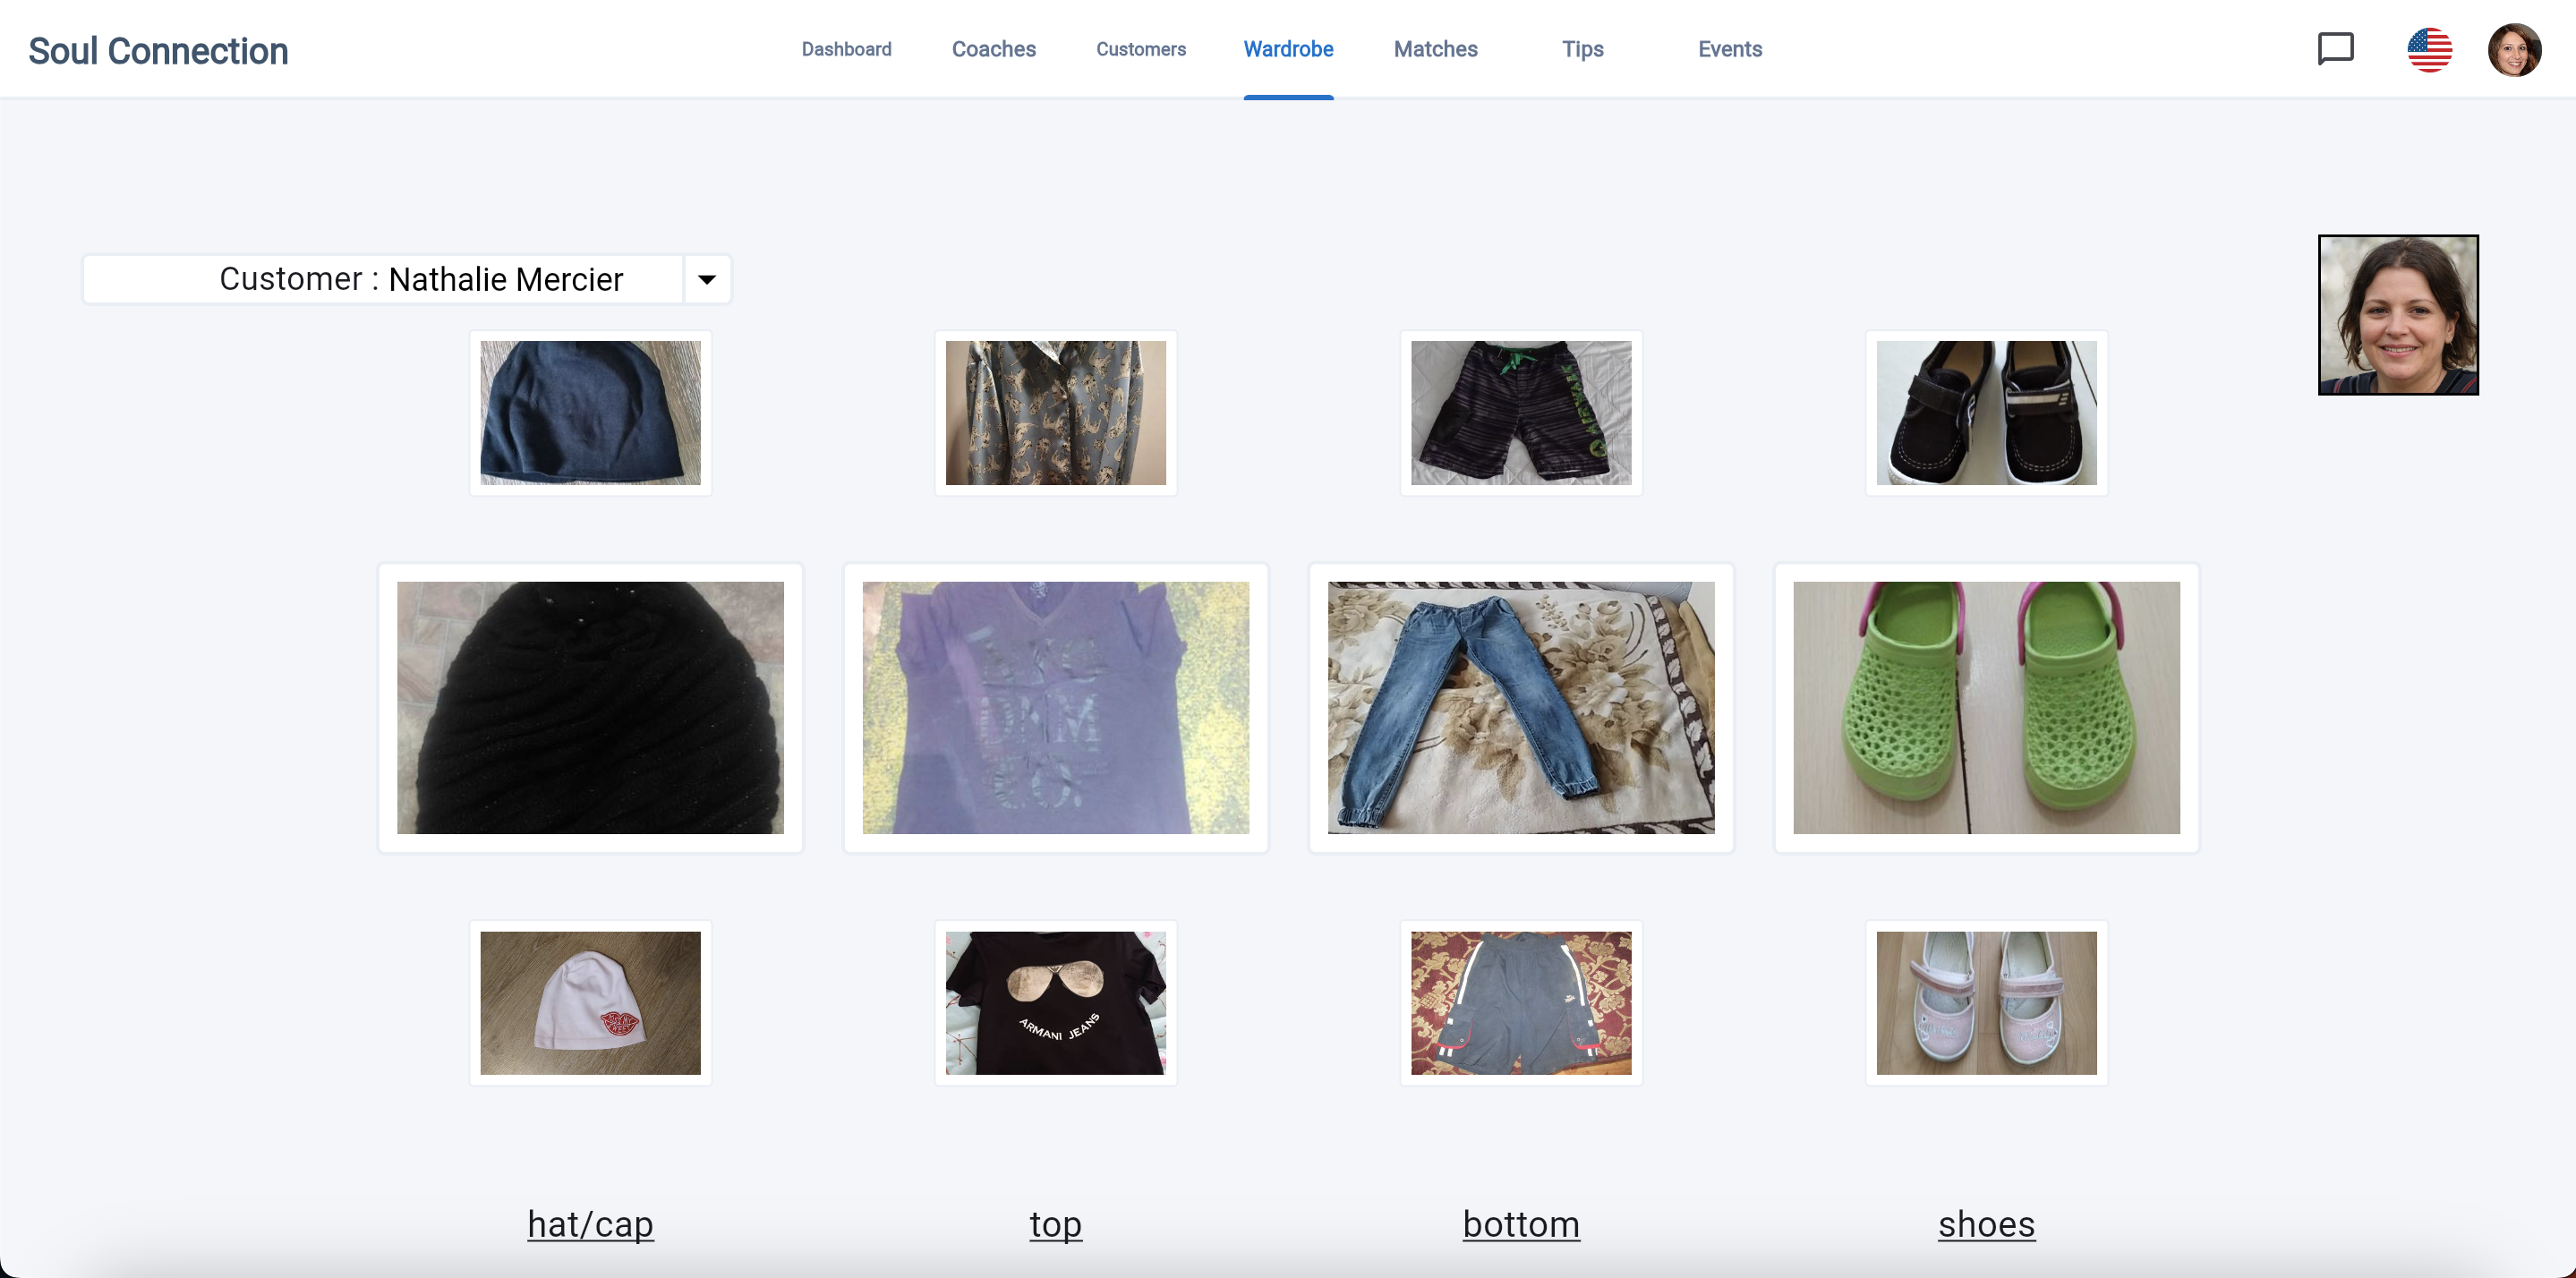 Soul Connection
Dashboard Coaches Customers Wardrobe Matches Tips Events
Customer : Nathalie Mercier
ARMANI JEANS
hat/cap top bottom shoes